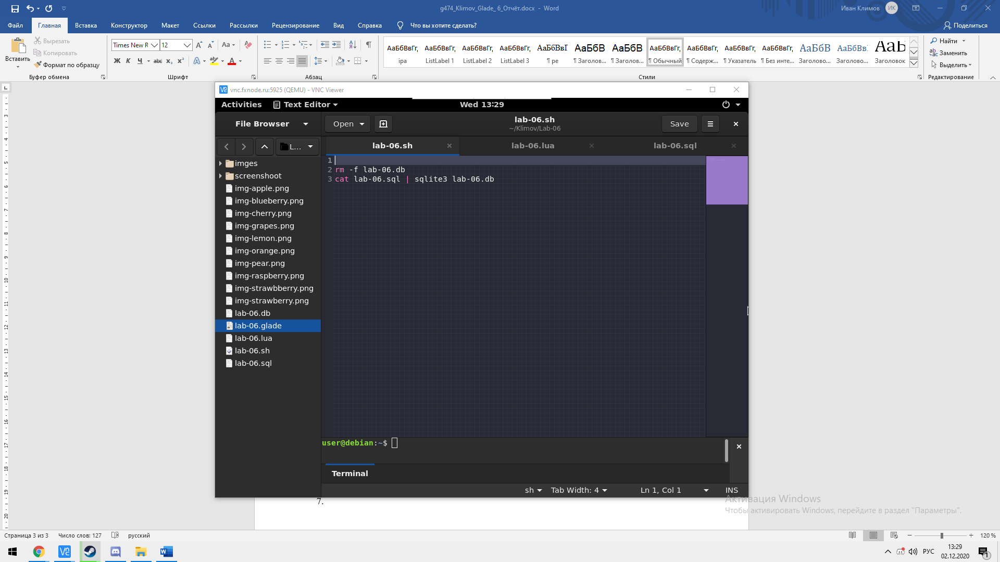 g474_Klimov_Glade_ 6_Отчёт.docx - Word
Иван Климов
ИК
Файл
Главная
Вставка
Конструктор
Макет
Ссылки
Рассылки
Рецензирование
Вид
Справка
Что вы хотите сделать?
Поделиться
Вставить
Вырезать
Копировать
Формат по образцу
Буфер обмена
Times New R
12
Aa
Ж К Ч abc x₂ x²
Шрифт
Абзац
АаБбВвГг,
АаБбВвГг,
АаБбВвГг,
АаБбВвГг,
АаБбВвГ
АаБбВ
АаБбВ
АаБбВвГг,
АаБбВвГг,
АаБбВвГг,
АаБбВвГг,
АаБбВ
АаБбВв
АаЬ
ipa
ListLabel 1
ListLabel 2
ListLabel 3
¶ pe
¶ Заголов...
¶ Заголов...
¶ Обычный
¶ Содерж...
¶ Указатель
¶ Без инте...
Заголово...
Заголово...
Заголовок
Стили
Найти
Заменить
Выделить
Редактирование
vnc.fxnode.ru:5925 (QEMU) - VNC Viewer
Activities
Text Editor
Wed 13:29
File Browser
Open
lab-06.sh
~/Klimov/Lab-06
Save
L...
lab-06.sh
lab-06.lua
lab-06.sql
imges
screenshoot
img-apple.png
img-blueberry.png
img-cherry.png
img-grapes.png
img-lemon.png
img-orange.png
img-pear.png
img-raspberry.png
img-strawbberry.png
img-strawberry.png
lab-06.db
lab-06.glade
lab-06.lua
lab-06.sh
lab-06.sql
1
2 rm -f lab-06.db
3 cat lab-06.sql | sqlite3 lab-06.db
user@debian:~$
Terminal
sh
Tab Width: 4
Ln 1, Col 1
INS
7.
Активация Windows
Чтобы активировать Windows, перейдите в раздел "Параметры".
Страница 3 из 3
Число слов: 127
русский
120 %
РУС
13:29
02.12.2020
1